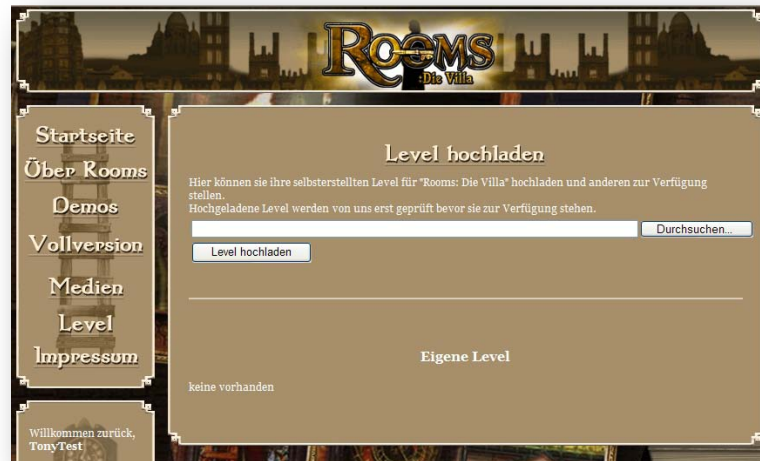 ROOMS
:Die Villa
Startseite
Über Rooms
Demos
Vollversion
Medien
Level
Impressum
Level hochladen
Hier können sie ihre selbsterstellten Level für "Rooms: Die Villa" hochladen und anderen zur Verfügung
stellen.
Hochgeladene Level werden von uns erst geprüft bevor sie zur Verfügung stehen.
Durchsuchen...
Level hochladen
Eigene Level
keine vorhanden
Willkommen zurück,
TonyTest